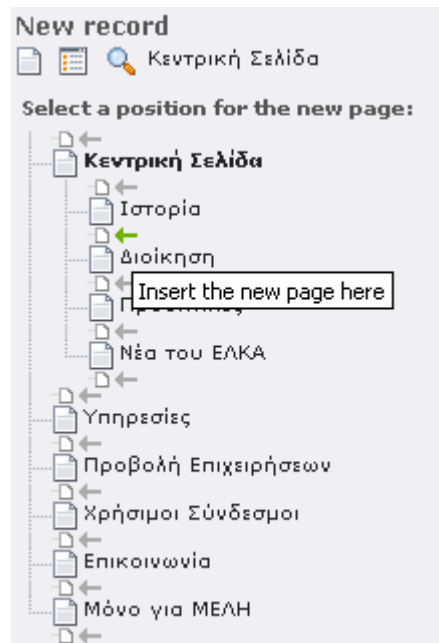 New record
Κεντρική Σελίδα
Select a position for the new page:
Κεντρική Σελίδα
Ιστορία
Διοίκηση
Insert the new page here
Νέα του ΕΛΚΑ
Υπηρεσίες
Προβολή Επιχειρήσεων
Χρήσιμοι Σύνδεσμοι
Επικοινωνία
Μόνο για ΜΕΛΗ